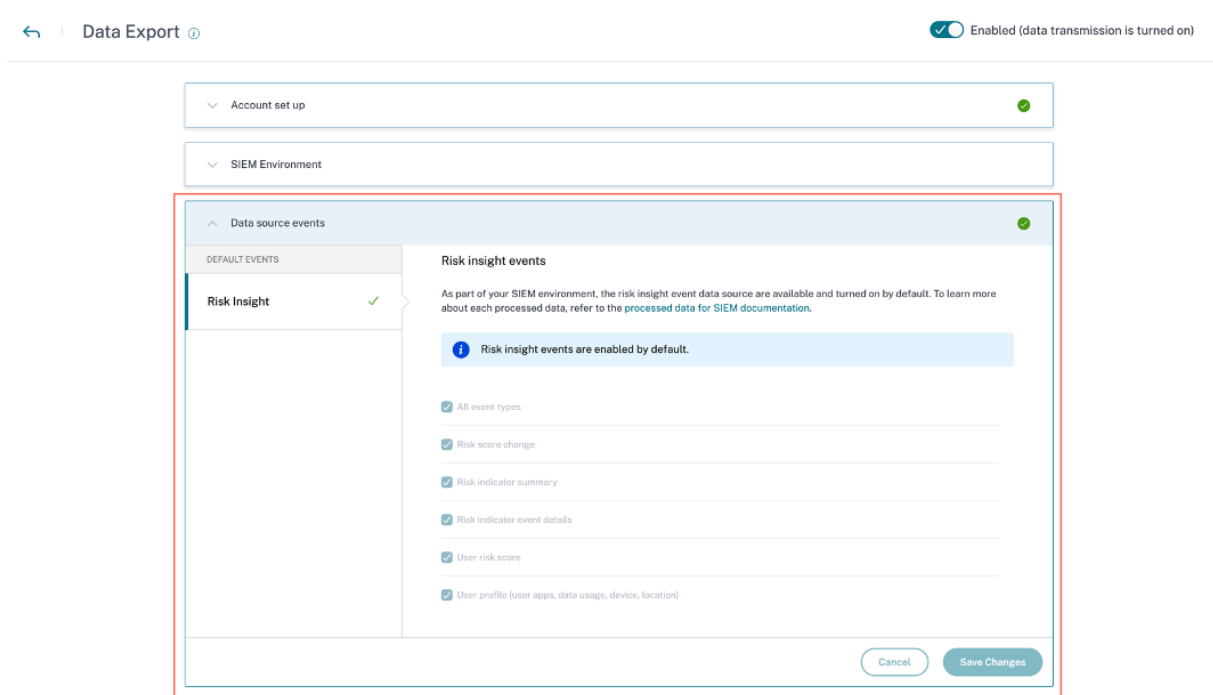 Data Export
Enabled (data transmission is turned on)
Account set up
SIEM Environment
Data source events
DEFAULT EVENTS
Risk Insight
Risk insight events
As part of your SIEM environment, the risk insight event data source are available and turned on by default. To learn more
about each processed data, refer to the processed data for SIEM documentation.
Risk insight events are enabled by default.
All event types
Risk score change
Risk indicator summary
Risk indicator event details
User risk score
User profile (user apps, data usage, device, location)
Cancel
Save Changes